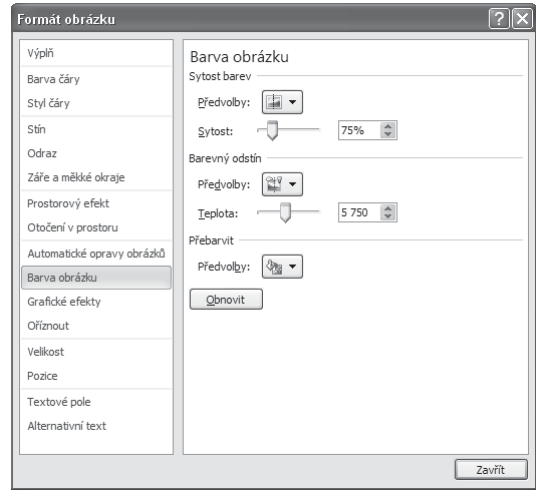 Formát obrázku
Výplň
Barva čáry
Styl čáry
Stín
Odraz
Záře a měkké okraje
Prostorový efekt
Otočení v prostoru
Automatické opravy obrázků
Barva obrázku
Grafické efekty
Oříznout
Velikost
Pozice
Textové pole
Alternativní text
Barva obrázku
Sytost barev
Předvolby:
Sytost: 75%
Barevný odstín
Předvolby:
Teplota: 5 750
Přebarvit
Předvolby:
Obnovit
Zavřít